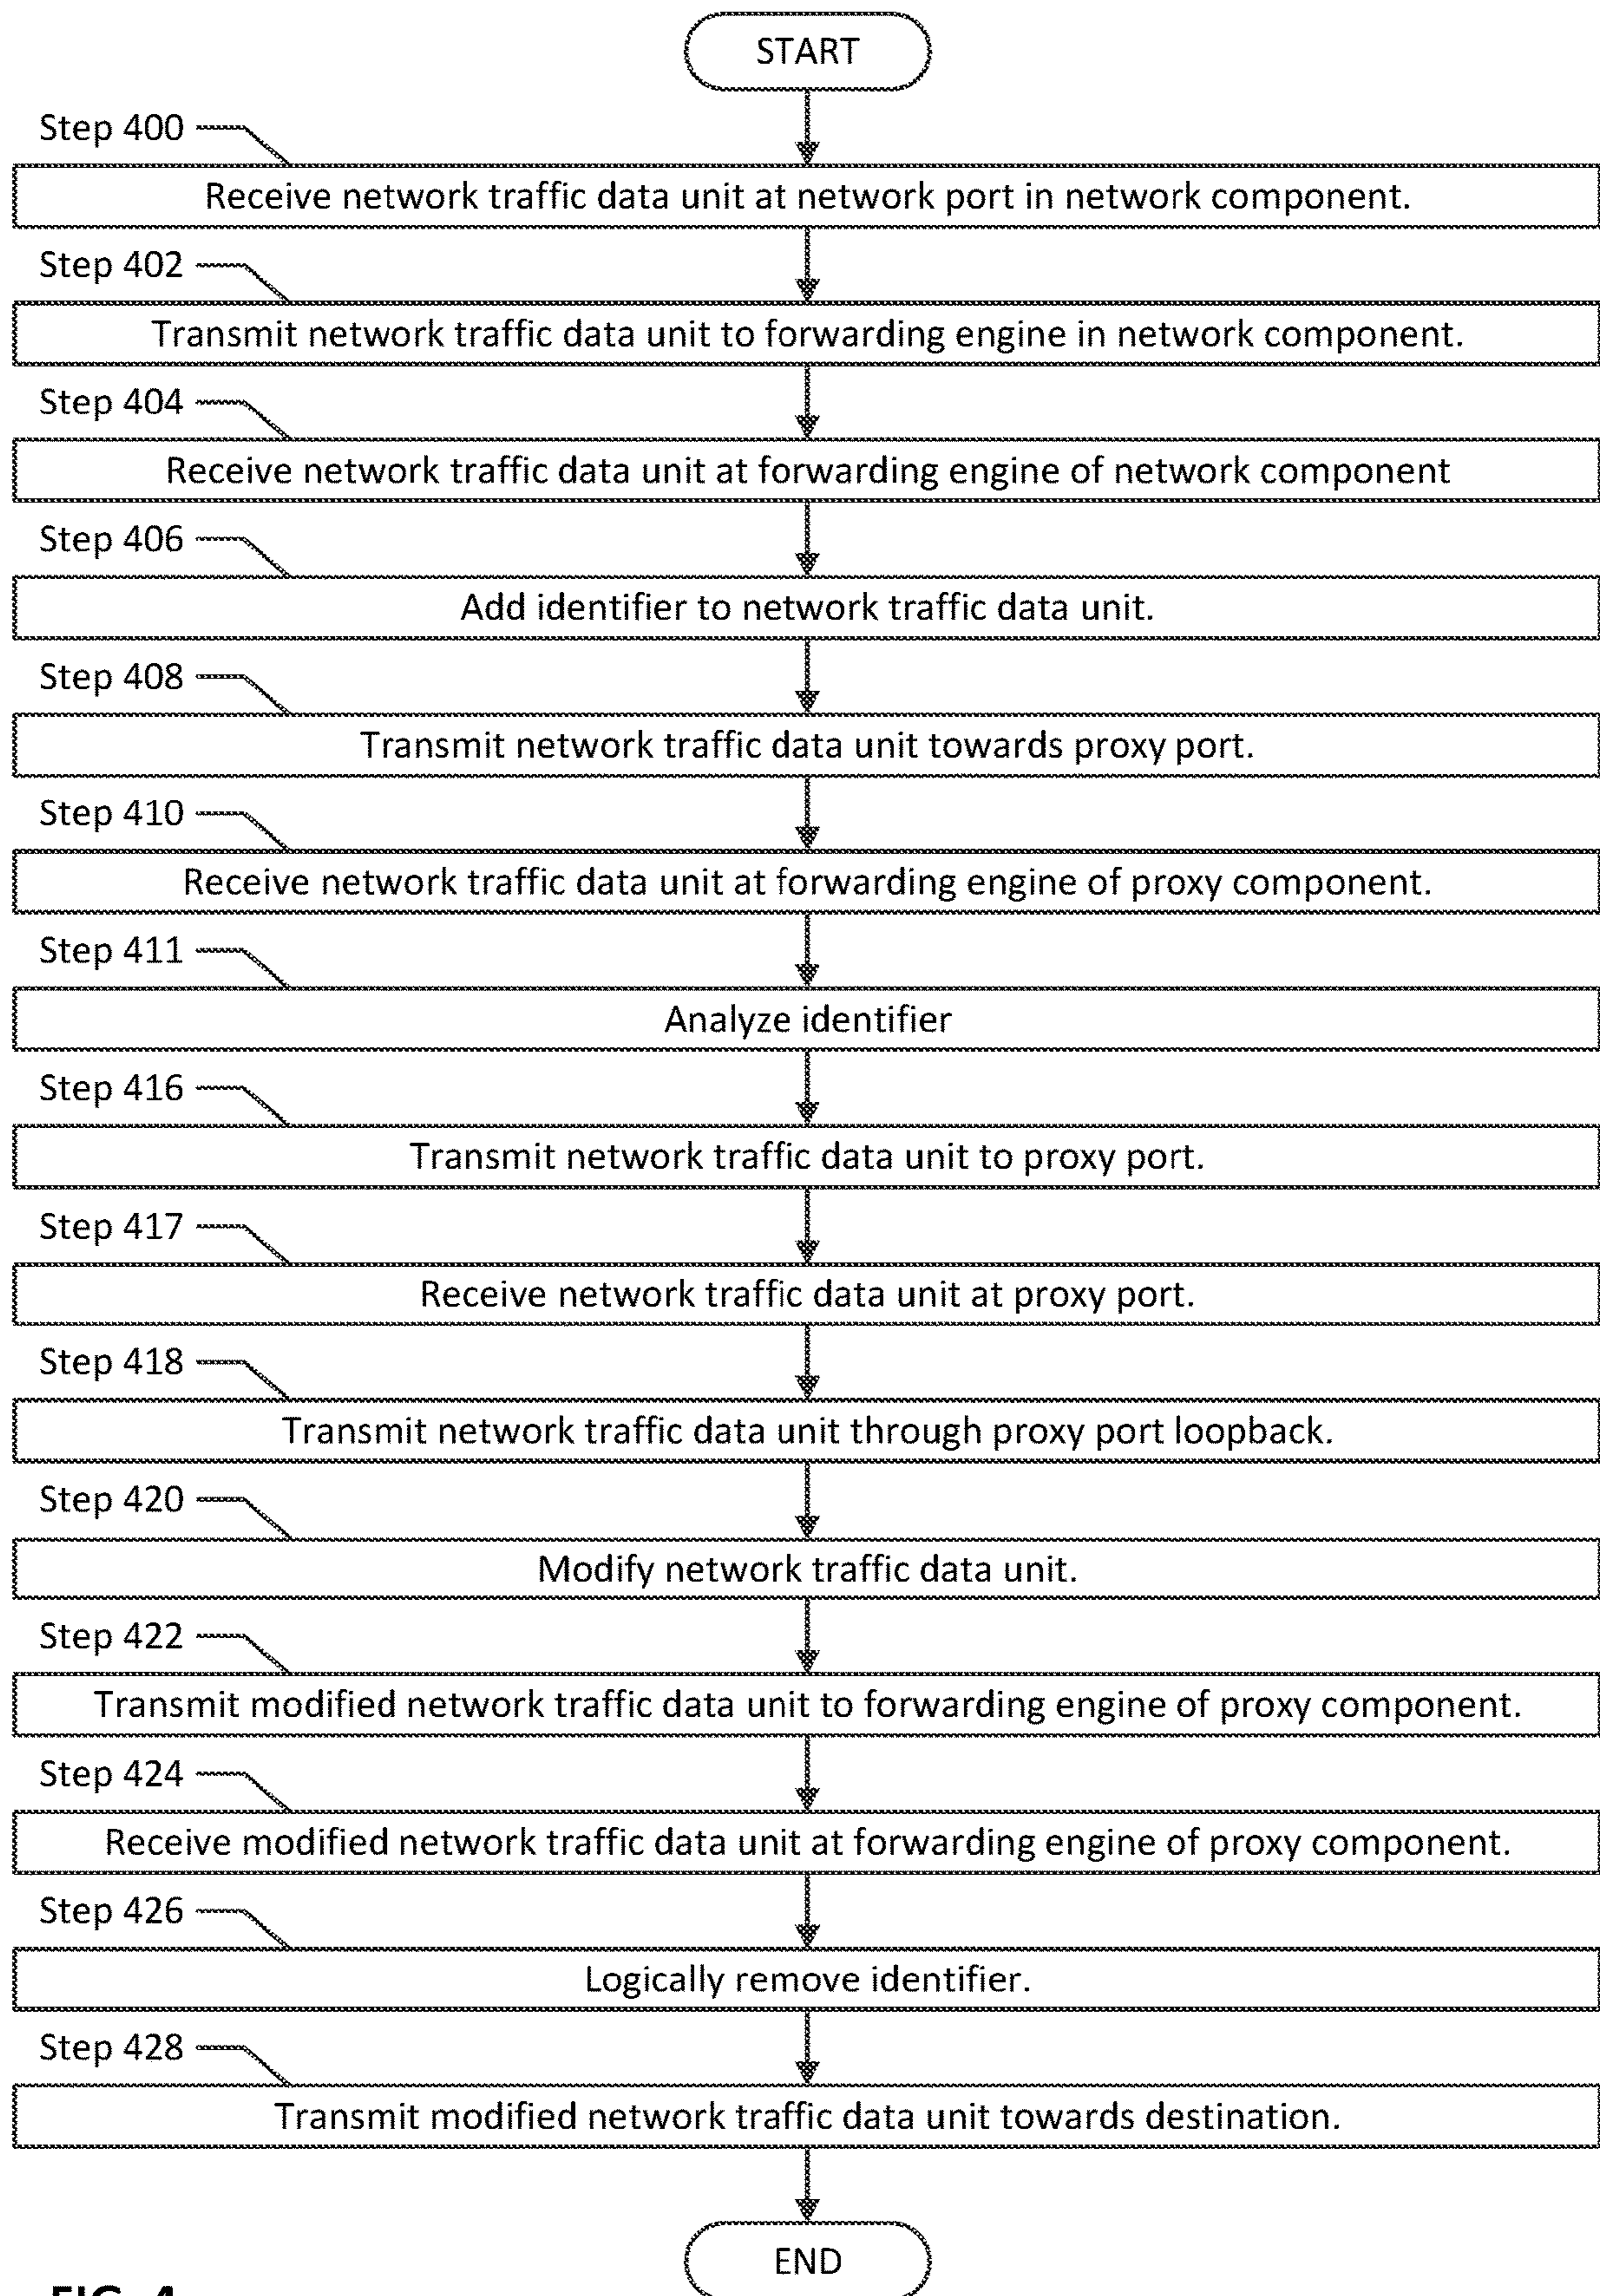 START
Step 400
Receive network traffic data unit at network port in network component.
Step 402
Transmit network traffic data unit to forwarding engine in network component.
Step 404
Receive network traffic data unit at forwarding engine of network component
Step 406
Add identifier to network traffic data unit.
Step 408
Transmit network traffic data unit towards proxy port.
Step 410
Receive network traffic data unit at forwarding engine of proxy component.
Step 411
Analyze identifier
Step 416
Transmit network traffic data unit to proxy port.
Step 417
Receive network traffic data unit at proxy port.
Step 418
Transmit network traffic data unit through proxy port loopback.
Step 420
Modify network traffic data unit.
Step 422
Transmit modified network traffic data unit to forwarding engine of proxy component.
Step 424
Receive modified network traffic data unit at forwarding engine of proxy component.
Step 426
Logically remove identifier.
Step 428
Transmit modified network traffic data unit towards destination.
END
FIG. 4